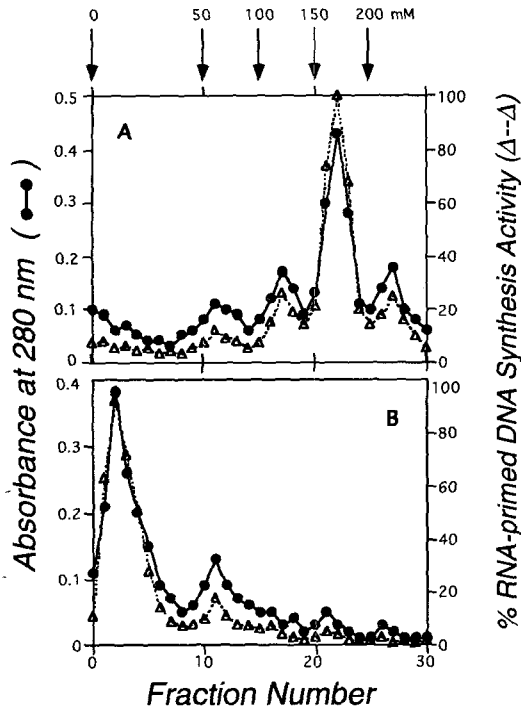 0 50 100 150 200 mM
0.5 100
A
0.4 80
0.3 60
0.2 40
0.1 20
0 0
0.4 100
B
80
0.3
60
0.2
40
0.1
20
0 0
0 10 20 30
Fraction Number
Absorbance at 280 nm (●─●)
% RNA-primed DNA Synthesis Activity (Δ--Δ)